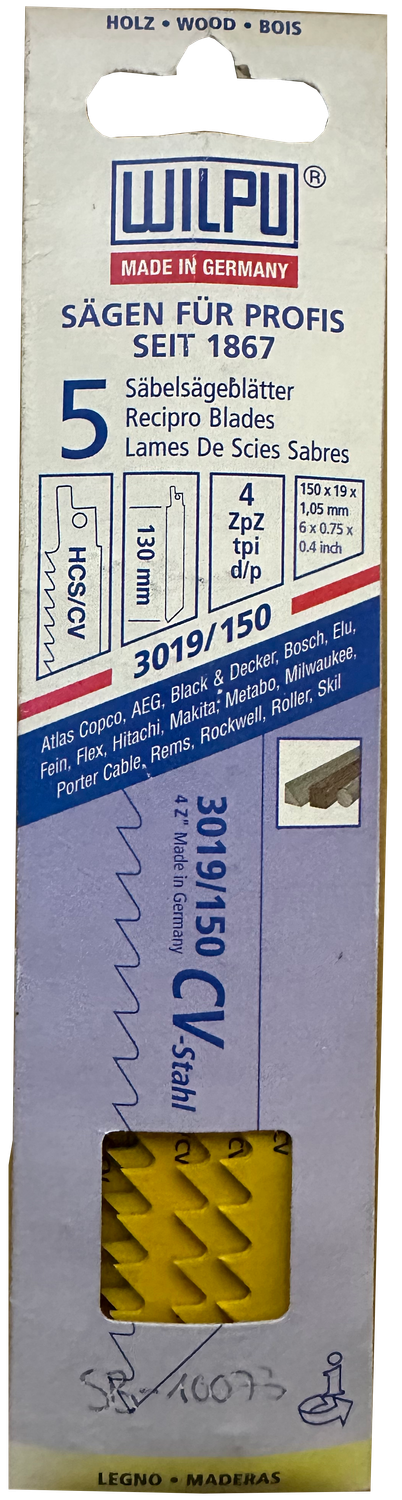 HOLZ • WOOD • BOIS
WILPU®
MADE IN GERMANY
SÄGEN FÜR PROFIS
SEIT 1867
5
Säbelsägeblätter
Recipro Blades
Lames De Scies Sabres
HCS/CV
130 mm
4
ZpZ
tpi
d/p
150 x 19 x
1,05 mm
6 x 0.75 x
0.4 inch
3019/150
Atlas Copco, AEG, Black & Decker, Bosch, Elu,
Fein, Flex, Hitachi, Makita, Metabo, Milwaukee,
Porter Cable, Rems, Rockwell, Roller, Skil
3019/150 CV-Stahl
4 Z" Made in Germany
CV
CV
CV
SB-10073
i
LEGNO • MADERAS